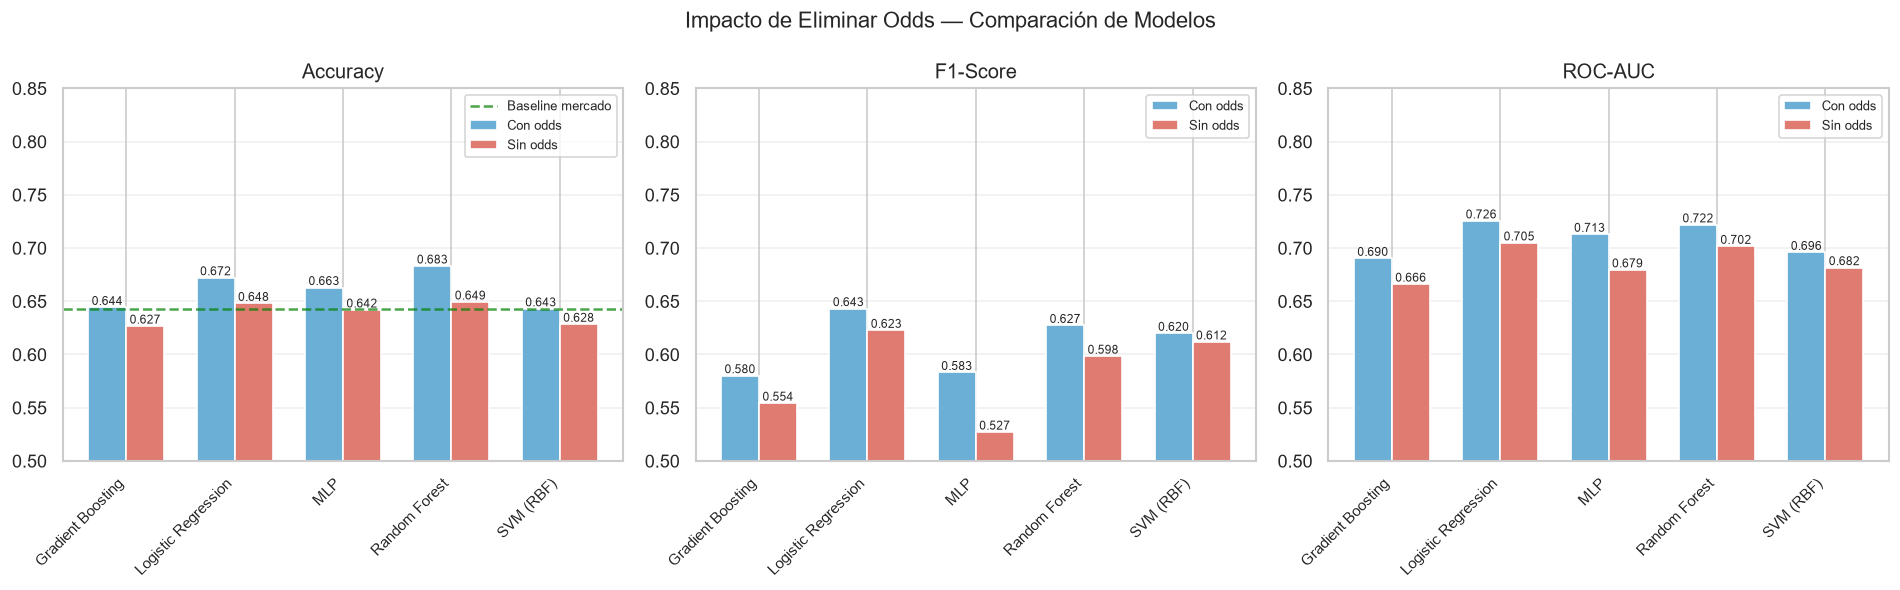 Impacto de Eliminar Odds — Comparación de Modelos
Accuracy
0.85
0.80
0.75
0.70
0.65
0.60
0.55
0.50
Baseline mercado
Con odds
Sin odds
0.644
0.627
0.672
0.648
0.663
0.642
0.683
0.649
0.643
0.628
Gradient Boosting
Logistic Regression
MLP
Random Forest
SVM (RBF)
F1-Score
0.85
0.80
0.75
0.70
0.65
0.60
0.55
0.50
Con odds
Sin odds
0.580
0.554
0.643
0.623
0.583
0.527
0.627
0.598
0.620
0.612
Gradient Boosting
Logistic Regression
MLP
Random Forest
SVM (RBF)
ROC-AUC
0.85
0.80
0.75
0.70
0.65
0.60
0.55
0.50
Con odds
Sin odds
0.690
0.666
0.726
0.705
0.713
0.679
0.722
0.702
0.696
0.682
Gradient Boosting
Logistic Regression
MLP
Random Forest
SVM (RBF)